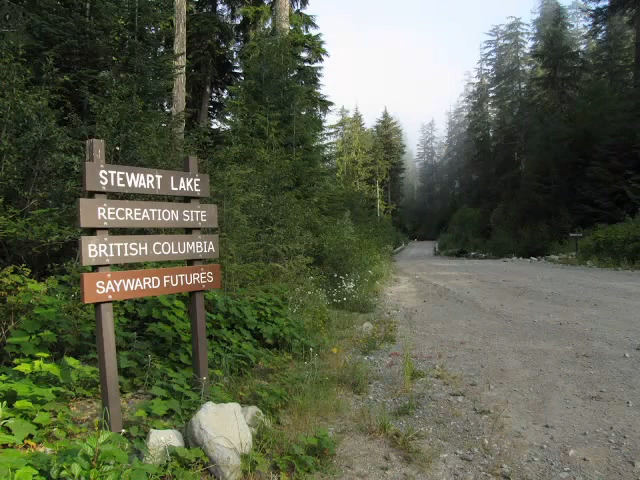 STEWART LAKE
RECREATION SITE
BRITISH COLUMBIA
SAYWARD FUTURES